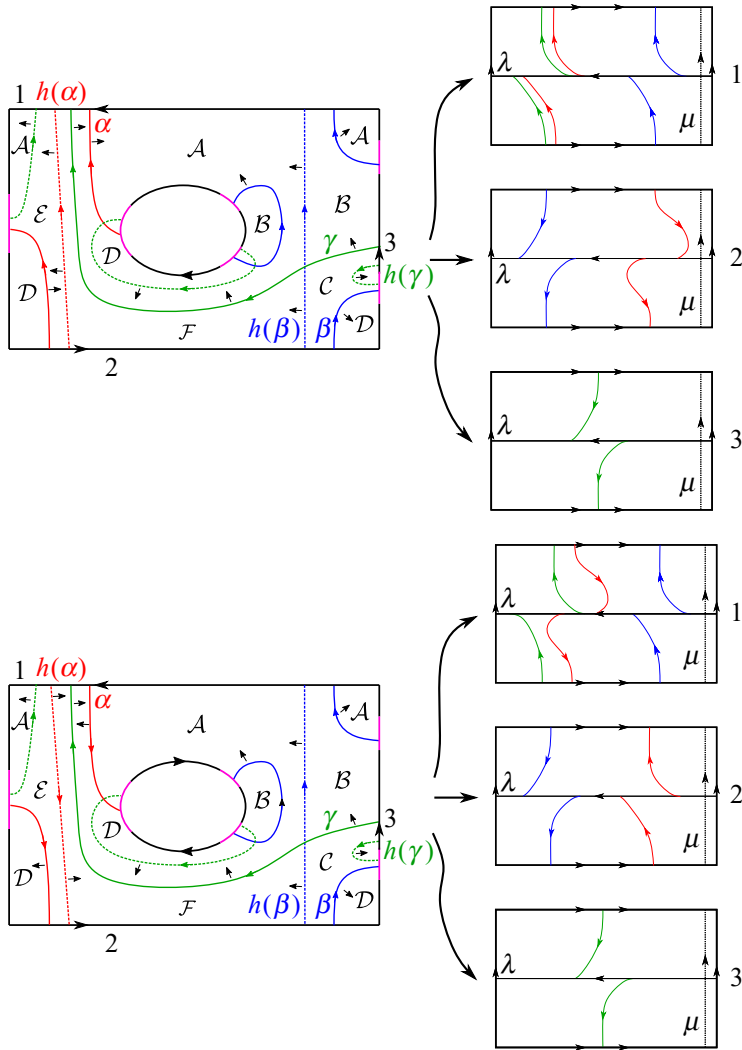 1 h(α) α
𝒜 𝒜 𝒜
ℰ ℬ ℬ
𝒟 γ 3
𝒟 𝒞 h(γ)
ℱ h(β) β 𝒟
2
λ 1
μ
λ 2
μ
λ 3
μ
1 h(α) α
𝒜 𝒜 𝒜
ℰ ℬ ℬ
𝒟 γ 3
𝒟 𝒞 h(γ)
ℱ h(β) β 𝒟
2
λ 1
μ
λ 2
μ
λ 3
μ